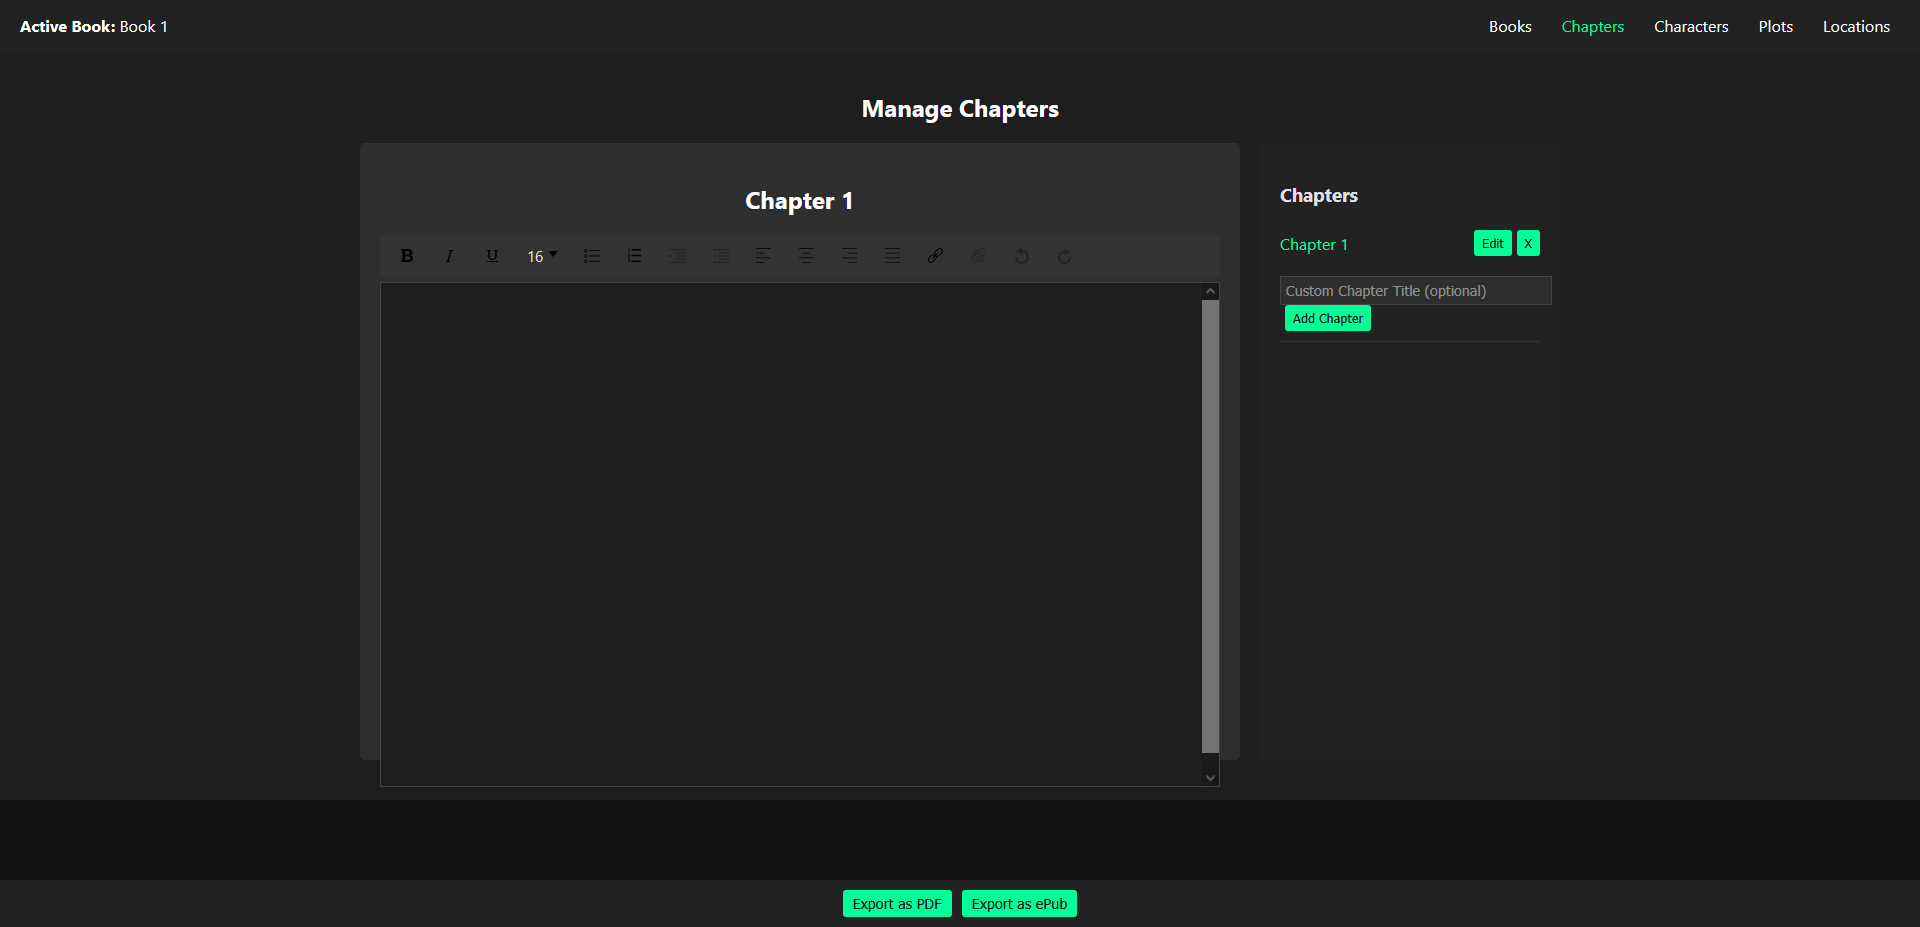 Active Book: Book 1
Books Chapters Characters Plots Locations
Manage Chapters
Chapter 1
B I U 16
Chapters
Chapter 1 Edit X
Custom Chapter Title (optional)
Add Chapter
Export as PDF Export as ePub